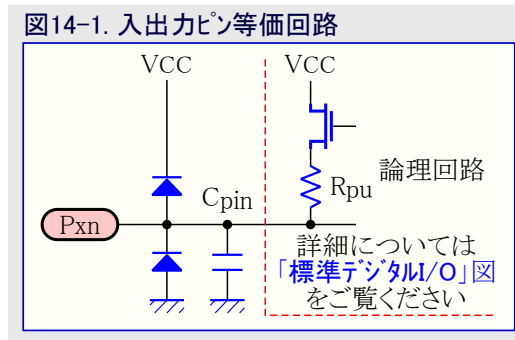 図14-1. 入出力ピン等価回路
VCC
VCC
論理回路
Rpu
Cpin
Pxn
詳細については
「標準デジタルI/O」図
をご覧ください